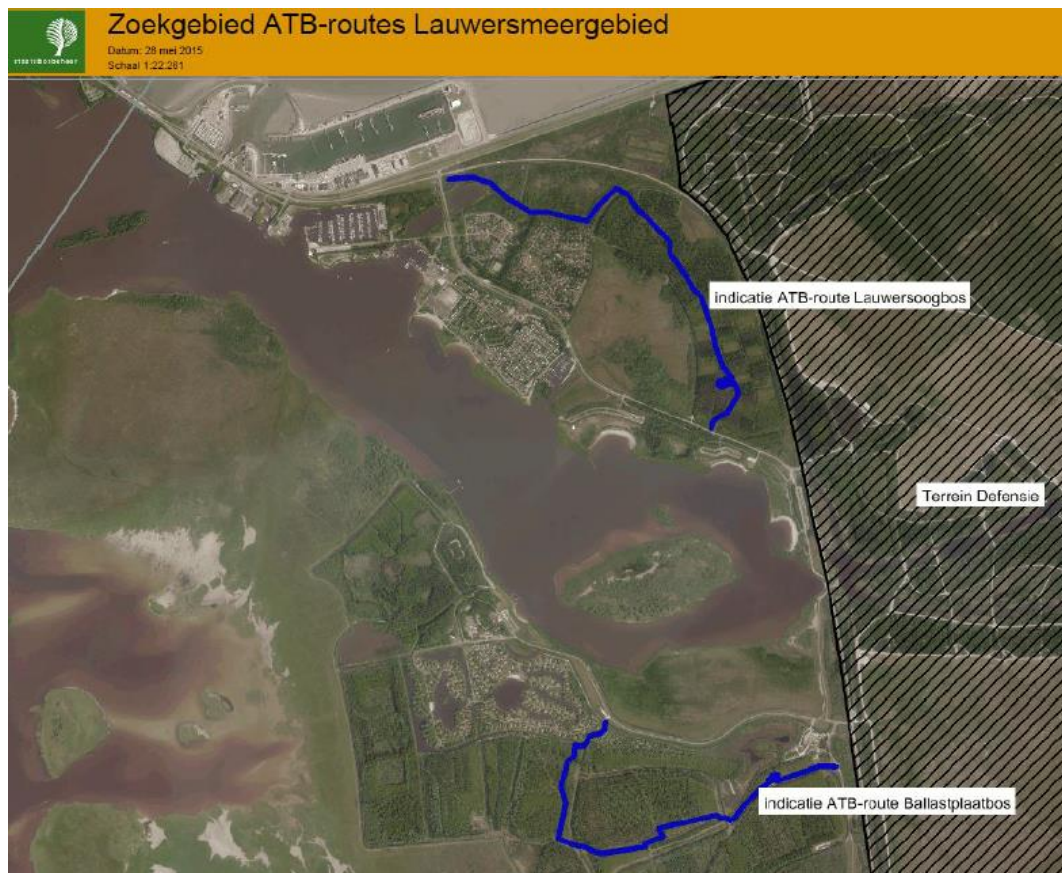 Zoekgebied ATB-routes Lauwersmeergebied
Datum: 28 mei 2015
Schaal 1:22.281
staatsbosbeheer
indicatie ATB-route Lauwersoogbos
Terrein Defensie
indicatie ATB-route Ballastplaatbos